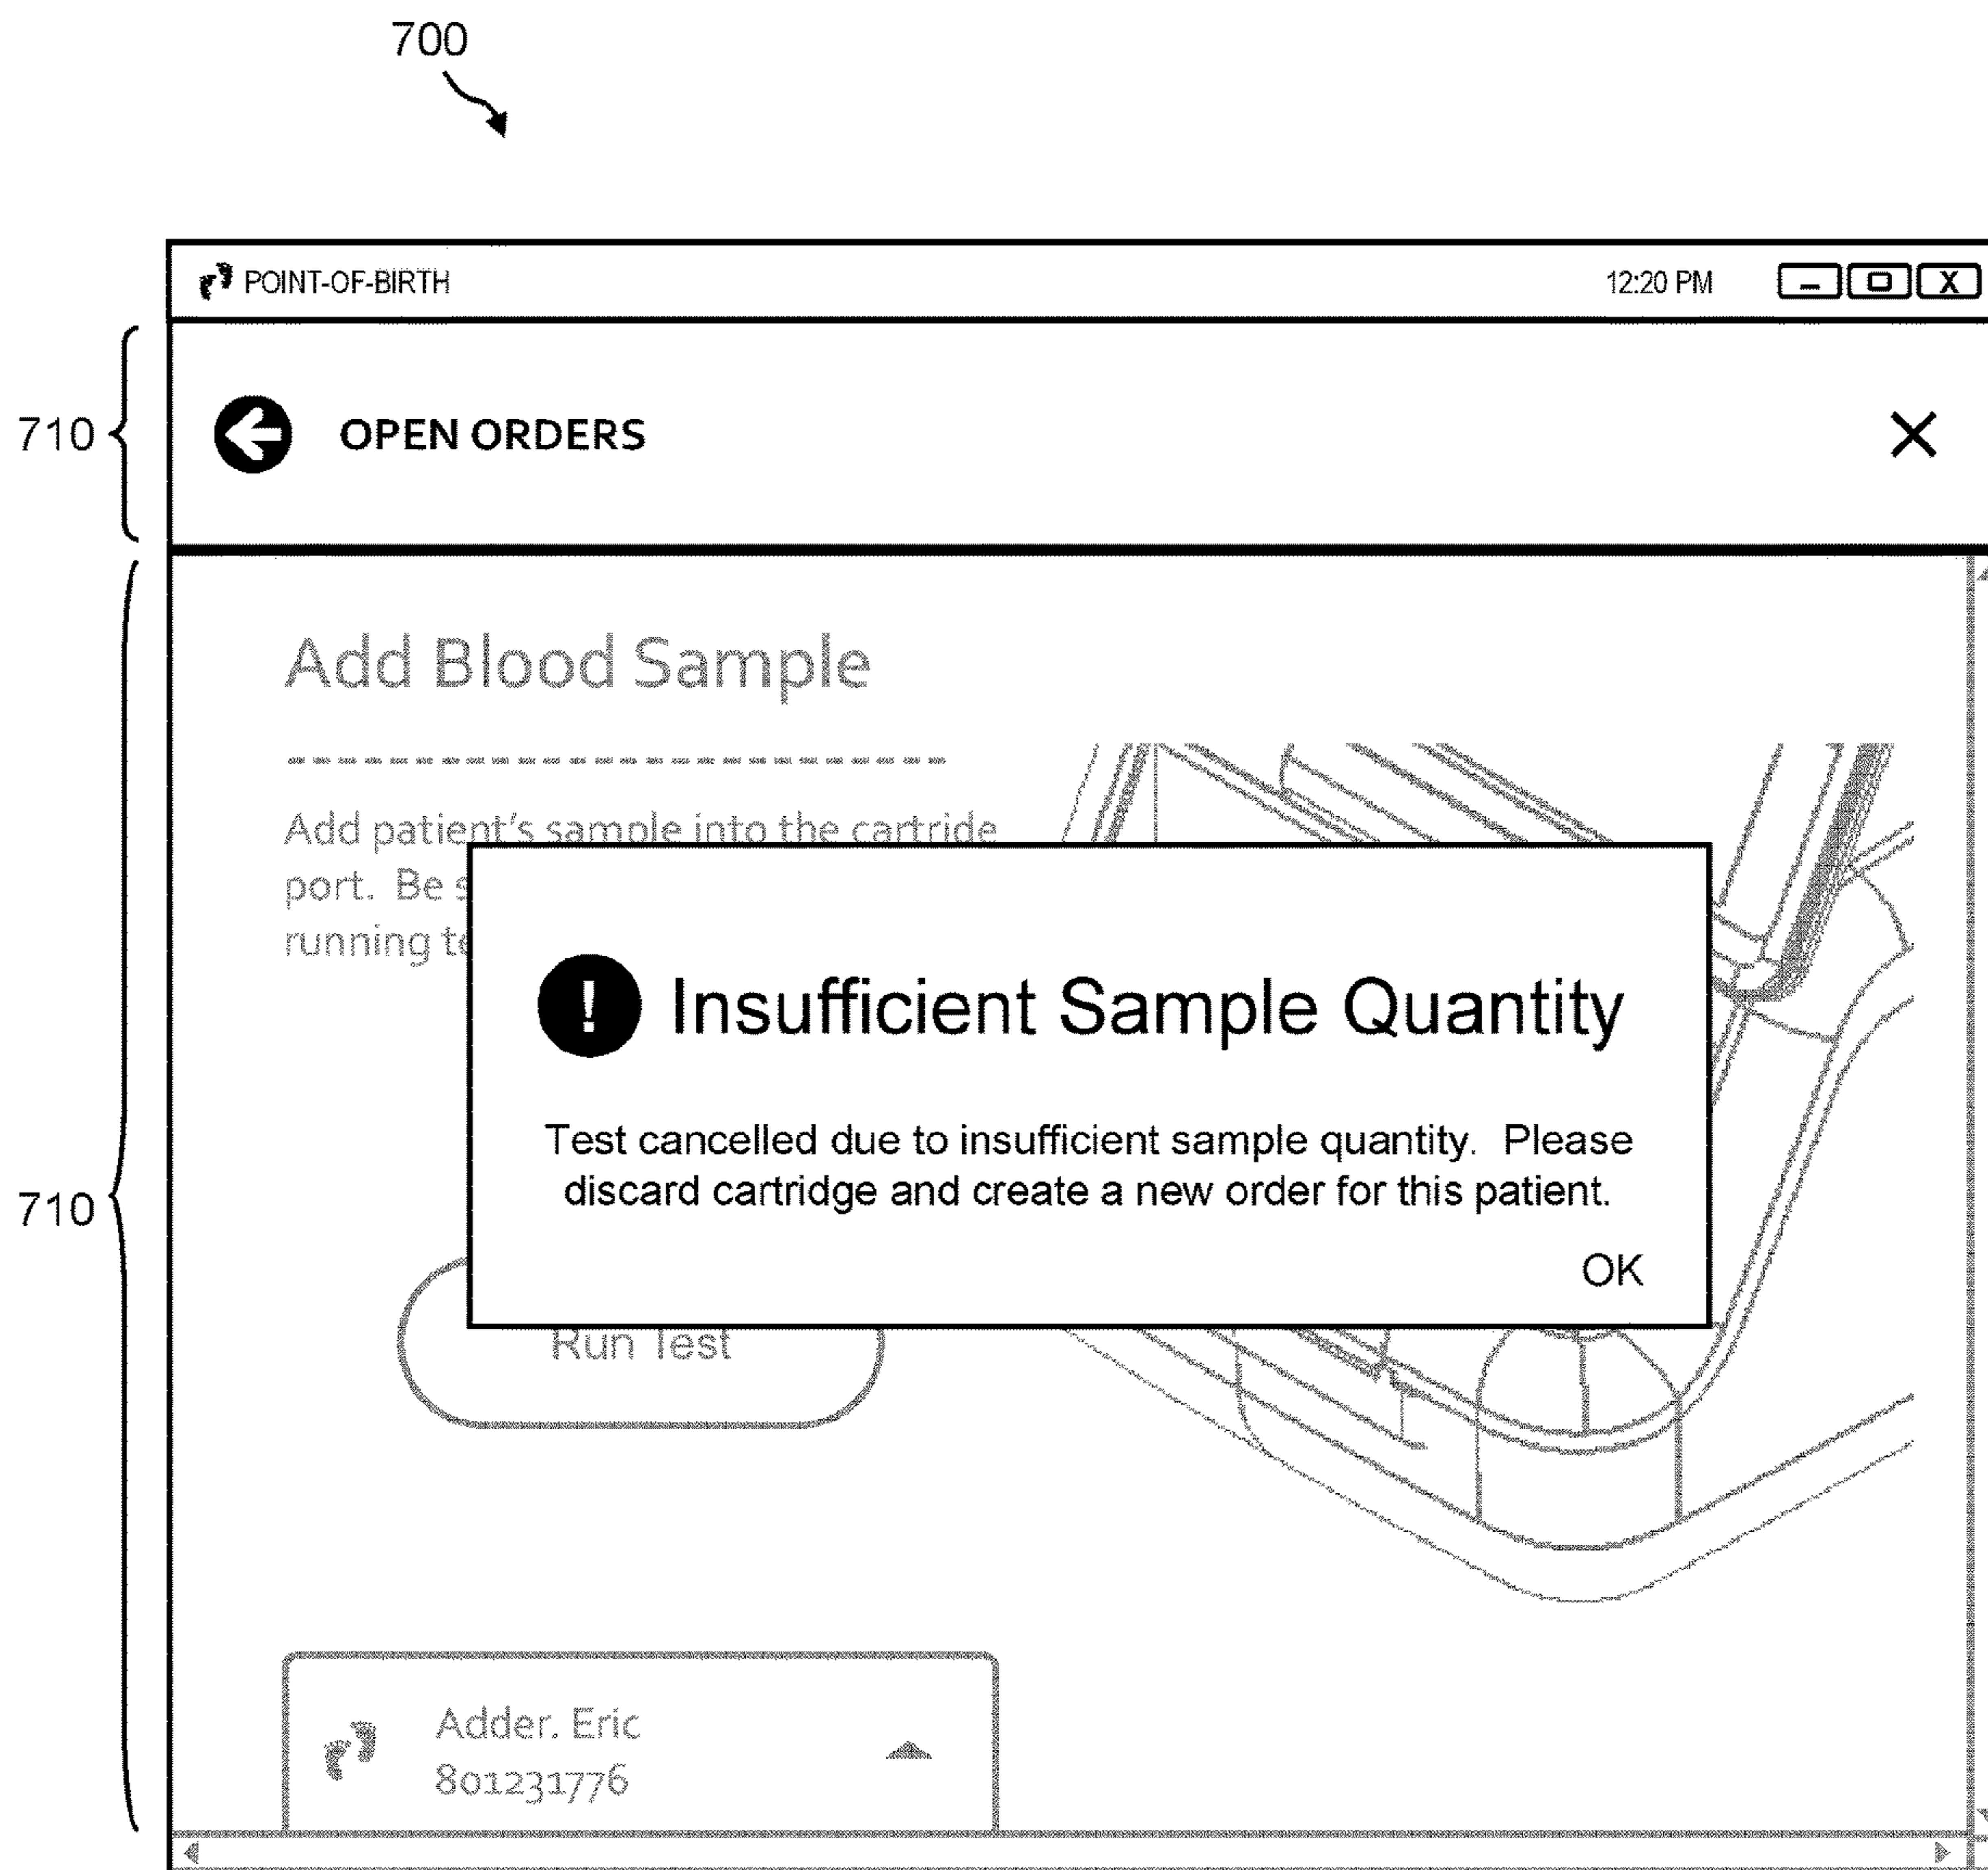 700
POINT-OF-BIRTH 12:20 PM
X
710
OPEN ORDERS
Add Blood Sample
Add patient's sample into the cartride
port. Be
running
! Insufficient Sample Quantity
Test cancelled due to insufficient sample quantity. Please
discard cartridge and create a new order for this patient.
OK
710
Run Test
Adder. Eric
801231776